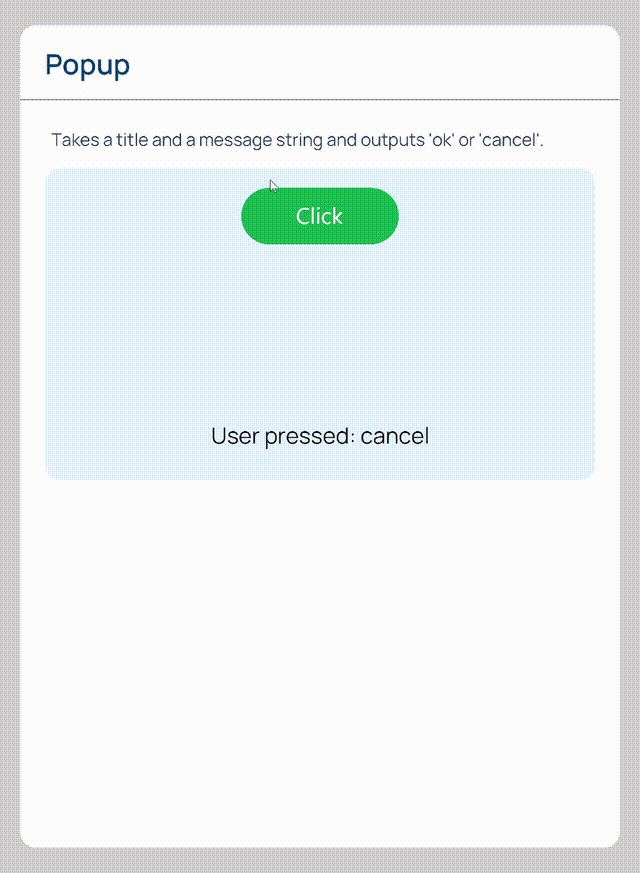 Popup
Takes a title and a message string and outputs 'ok' or 'cancel'.
Click
User pressed: cancel